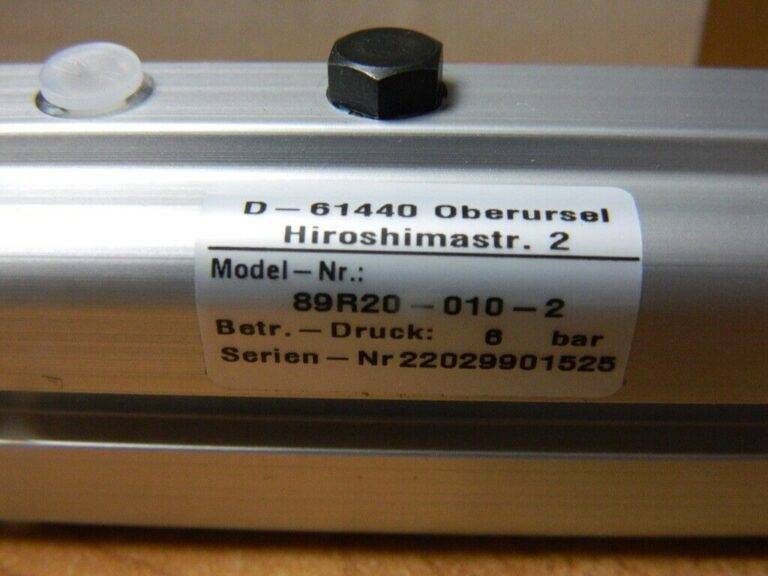 D-61440 Oberursel
Hiroshimastr. 2
Model-Nr.:
89R20-010-2
Betr.-Druck: 6 bar
Serien-Nr 22029901525